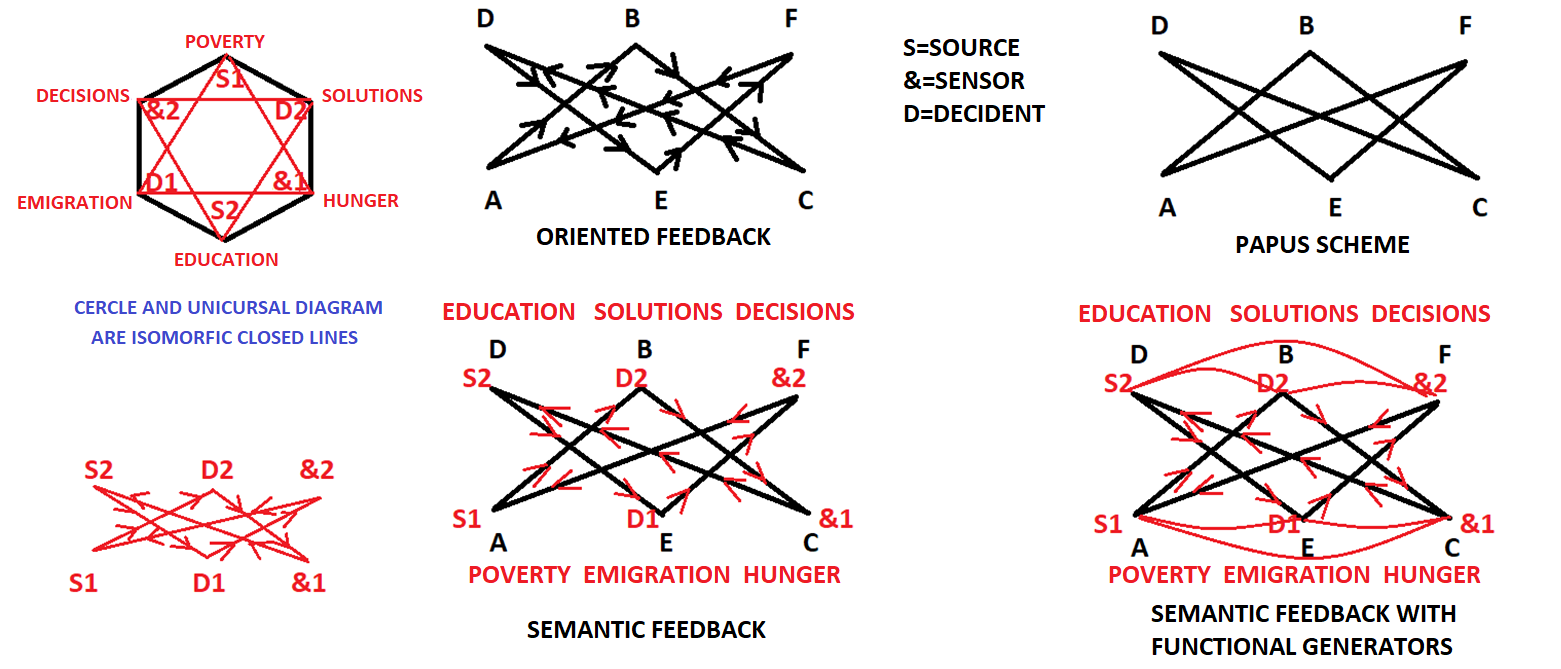 POVERTY
S1
DECISIONS
&2
D2
SOLUTIONS
EMIGRATION
D1
&1
HUNGER
S2
EDUCATION
CERCLE AND UNICURSAL DIAGRAM
ARE ISOMORFIC CLOSED LINES
S2 D2 &2
S1 D1 &1
D B F
A E C
ORIENTED FEEDBACK
S=SOURCE
&=SENSOR
D=DECIDENT
D B F
A E C
PAPUS SCHEME
EDUCATION SOLUTIONS DECISIONS
D B F
S2 D2 &2
S1 D1 &1
A E C
POVERTY EMIGRATION HUNGER
SEMANTIC FEEDBACK
EDUCATION SOLUTIONS DECISIONS
D B F
S2 D2 &2
S1 D1 &1
A E C
POVERTY EMIGRATION HUNGER
SEMANTIC FEEDBACK WITH
FUNCTIONAL GENERATORS